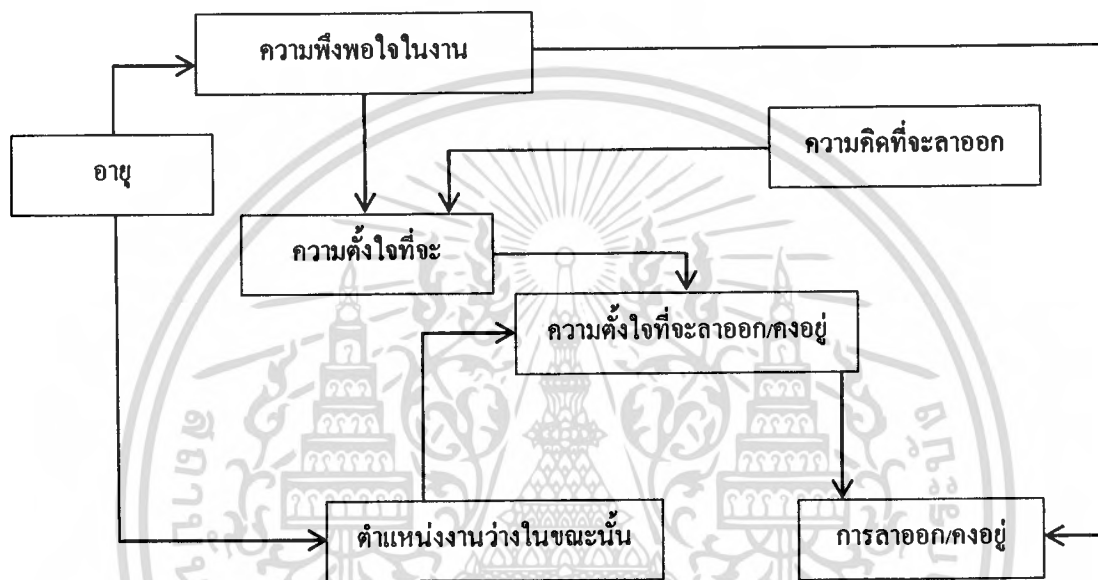 ความพึงพอใจในงาน
ความคิดที่จะลาออก
อายุ
ความตั้งใจที่จะ
ความตั้งใจที่จะลาออก/คงอยู่
ตำแหน่งงานว่างในขณะนั้น
การลาออก/คงอยู่